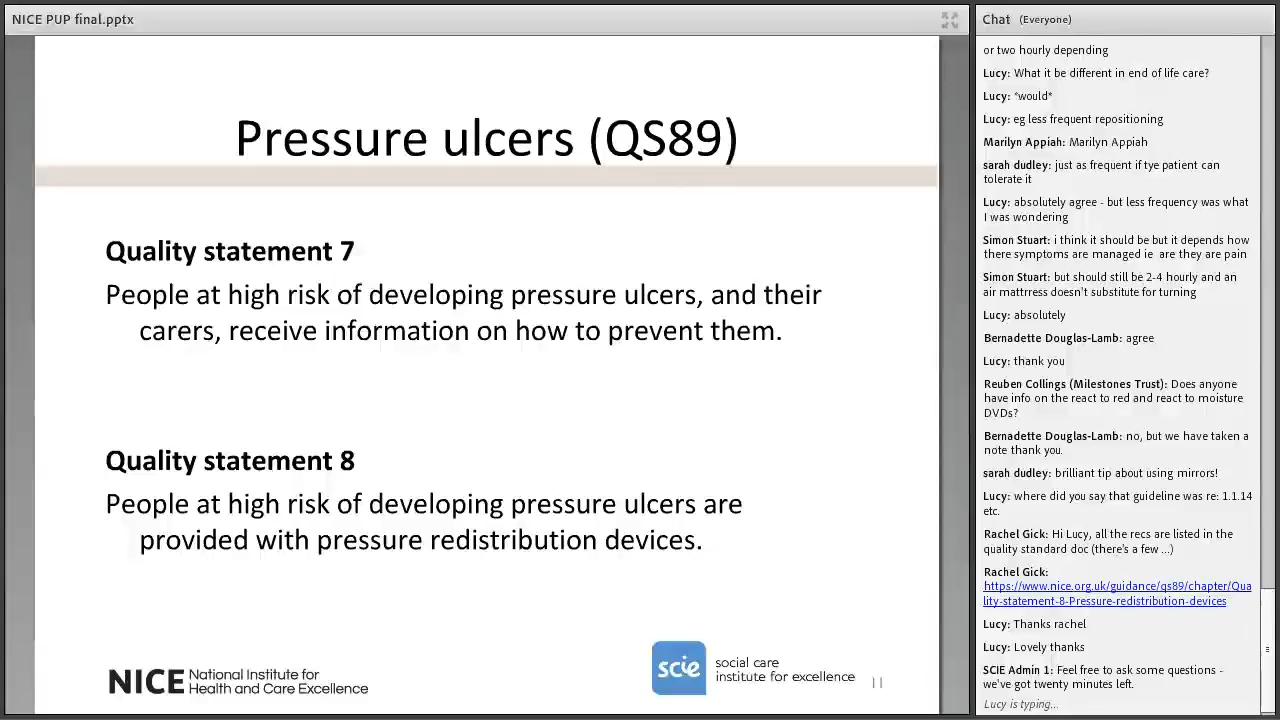 NICE PUP final.pptx
Pressure ulcers (QS89)
Quality statement 7
People at high risk of developing pressure ulcers, and their
carers, receive information on how to prevent them.
Quality statement 8
People at high risk of developing pressure ulcers are
provided with pressure redistribution devices.
NICE National Institute for
Health and Care Excellence
scie social care
institute for excellence
11
Chat (Everyone)
or two hourly depending
Lucy: What it be different in end of life care?
Lucy: *would*
Lucy: eg less frequent repositioning
Marilyn Appiah: Marilyn Appiah
sarah dudley: just as frequent if tye patient can
tolerate it
Lucy: absolutely agree - but less frequency was what
I was wondering
Simon Stuart: i think it should be but it depends how
there symptoms are managed ie are they are pain
Simon Stuart: but should still be 2-4 hourly and an
air mattrress doesn't substitute for turning
Lucy: absolutely
Bernadette Douglas-Lamb: agree
Lucy: thank you
Reuben Collings (Milestones Trust): Does anyone
have info on the react to red and react to moisture
DVDs?
Bernadette Douglas-Lamb: no, but we have taken a
note thank you.
sarah dudley: brilliant tip about using mirrors!
Lucy: where did you say that guideline was re: 1.1.14
etc.
Rachel Gick: Hi Lucy, all the recs are listed in the
quality standard doc (there's a few ...)
Rachel Gick:
https://www.nice.org.uk/guidance/qs89/chapter/Qua
lity-statement-8-Pressure-redistribution-devices
Lucy: Thanks rachel
Lucy: Lovely thanks
SCIE Admin 1: Feel free to ask some questions -
we've got twenty minutes left.
Lucy is typing...